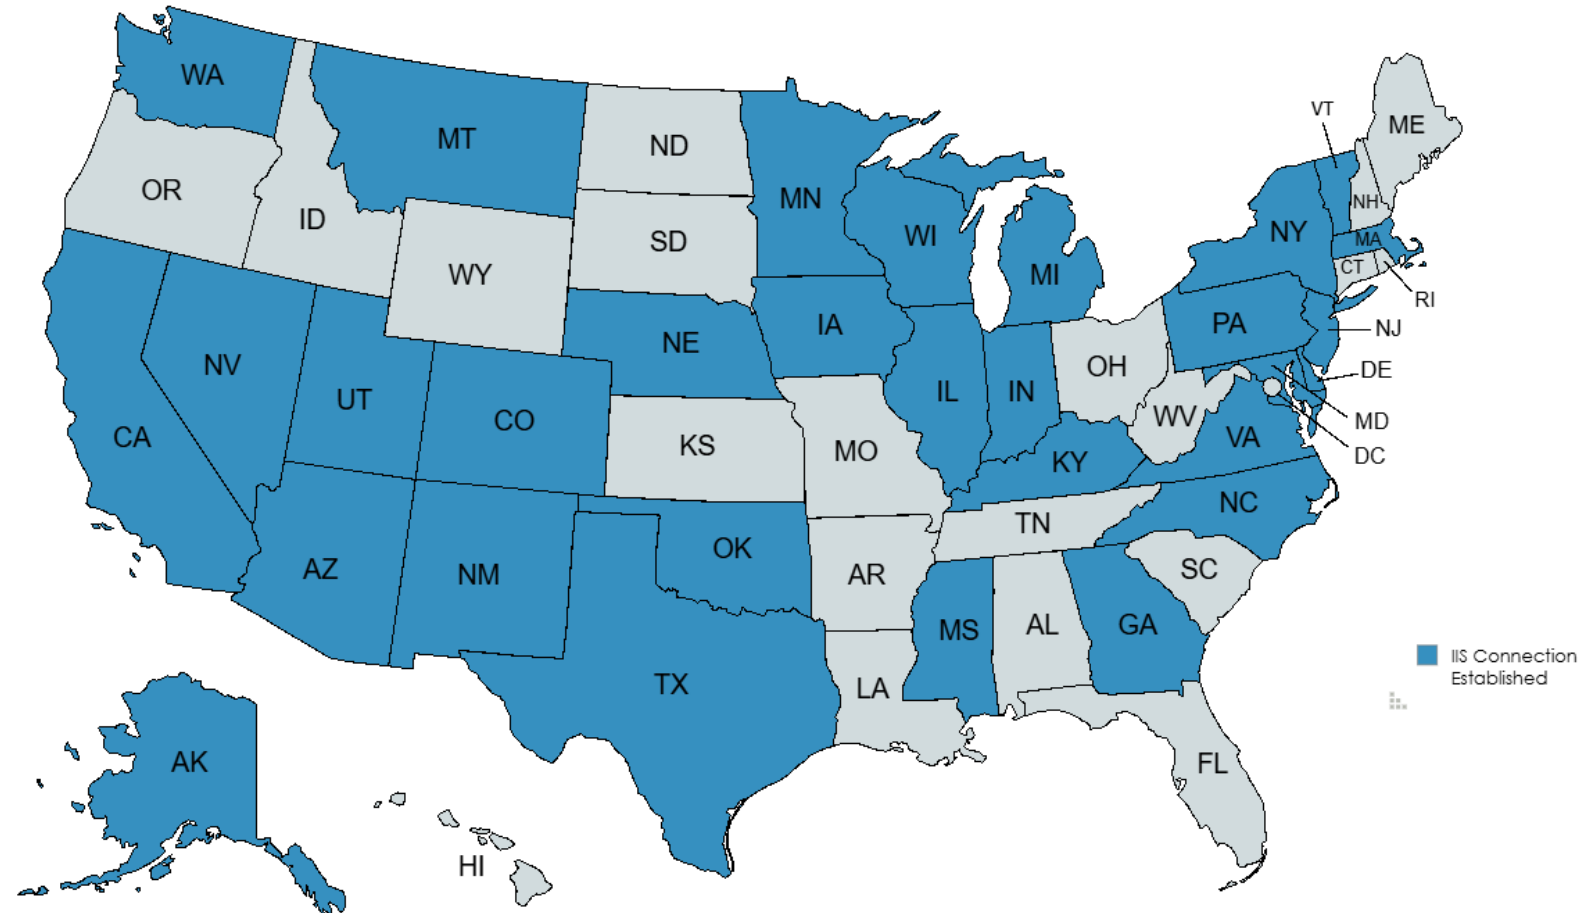 WA
MT
ND
MN
VT
ME
OR
ID
SD
WY
WI
MI
NY
NH
MA
CT
RI
NV
UT
CO
NE
IA
IL
IN
OH
PA
NJ
DE
MD
DC
CA
KS
MO
KY
WV
VA
AZ
NM
OK
AR
TN
NC
SC
MS
AL
GA
TX
LA
FL
AK
HI
IIS Connection
Established